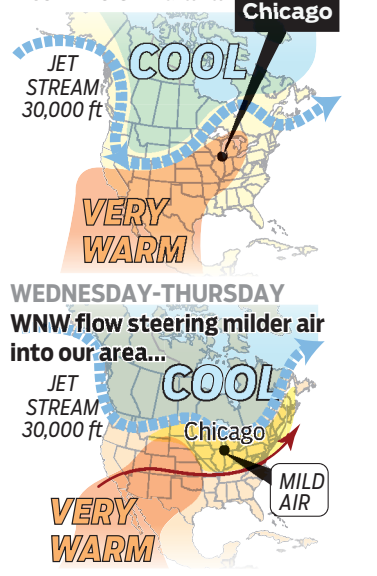 Chicago
COOL
JET
STREAM
30,000 ft
VERY
WARM
WEDNESDAY-THURSDAY
WNW flow steering milder air
into our area...
JET
STREAM
30,000 ft
COOL
Chicago
MILD
AIR
VERY
WARM